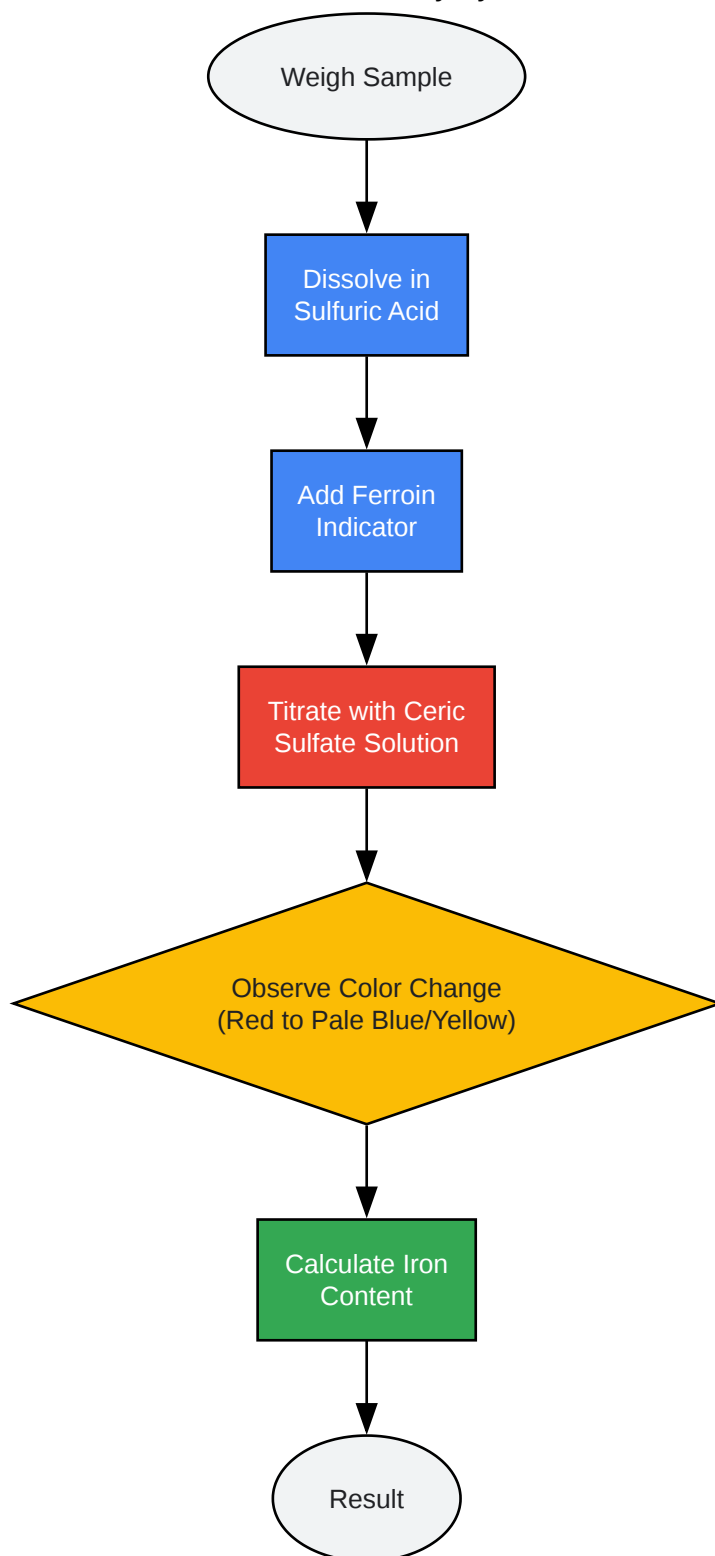 Weigh Sample
Dissolve in
Sulfuric Acid
Add Ferroin
Indicator
Titrate with Ceric
Sulfate Solution
Observe Color Change
(Red to Pale Blue/Yellow)
Calculate Iron
Content
Result